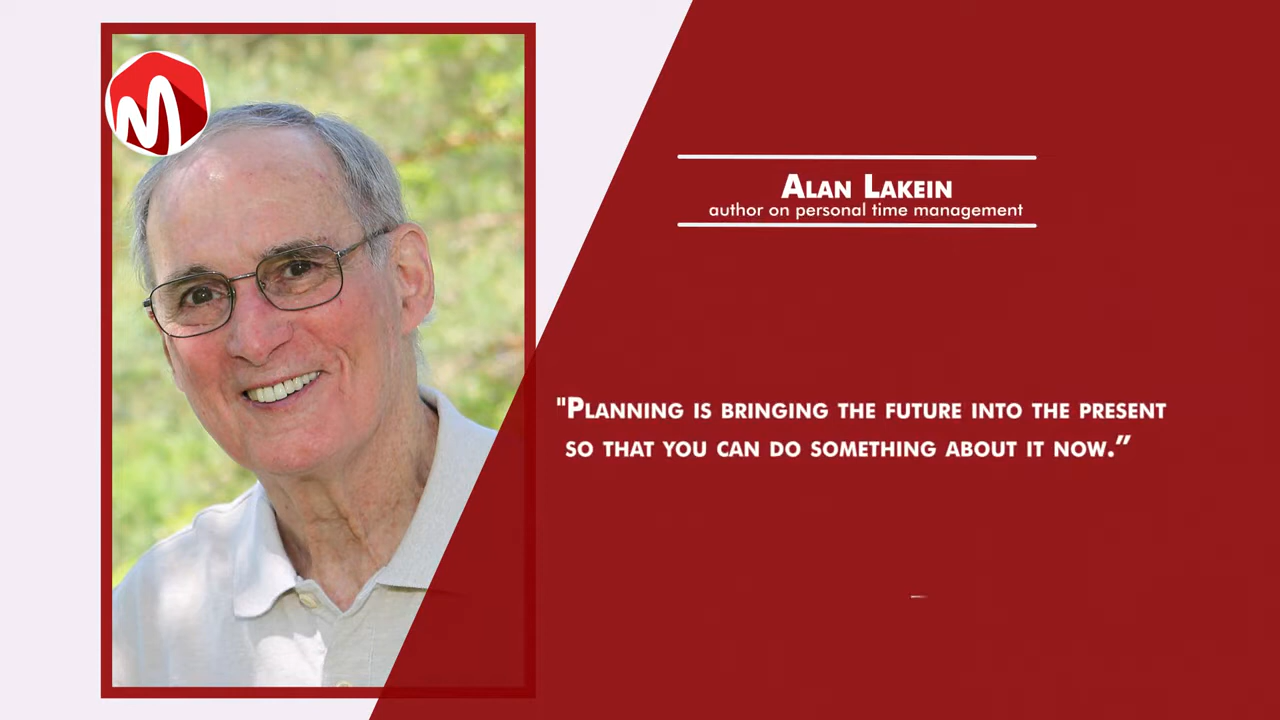 M
ALAN LAKEIN
author on personal time management
"PLANNING IS BRINGING THE FUTURE INTO THE PRESENT
SO THAT YOU CAN DO SOMETHING ABOUT IT NOW.”